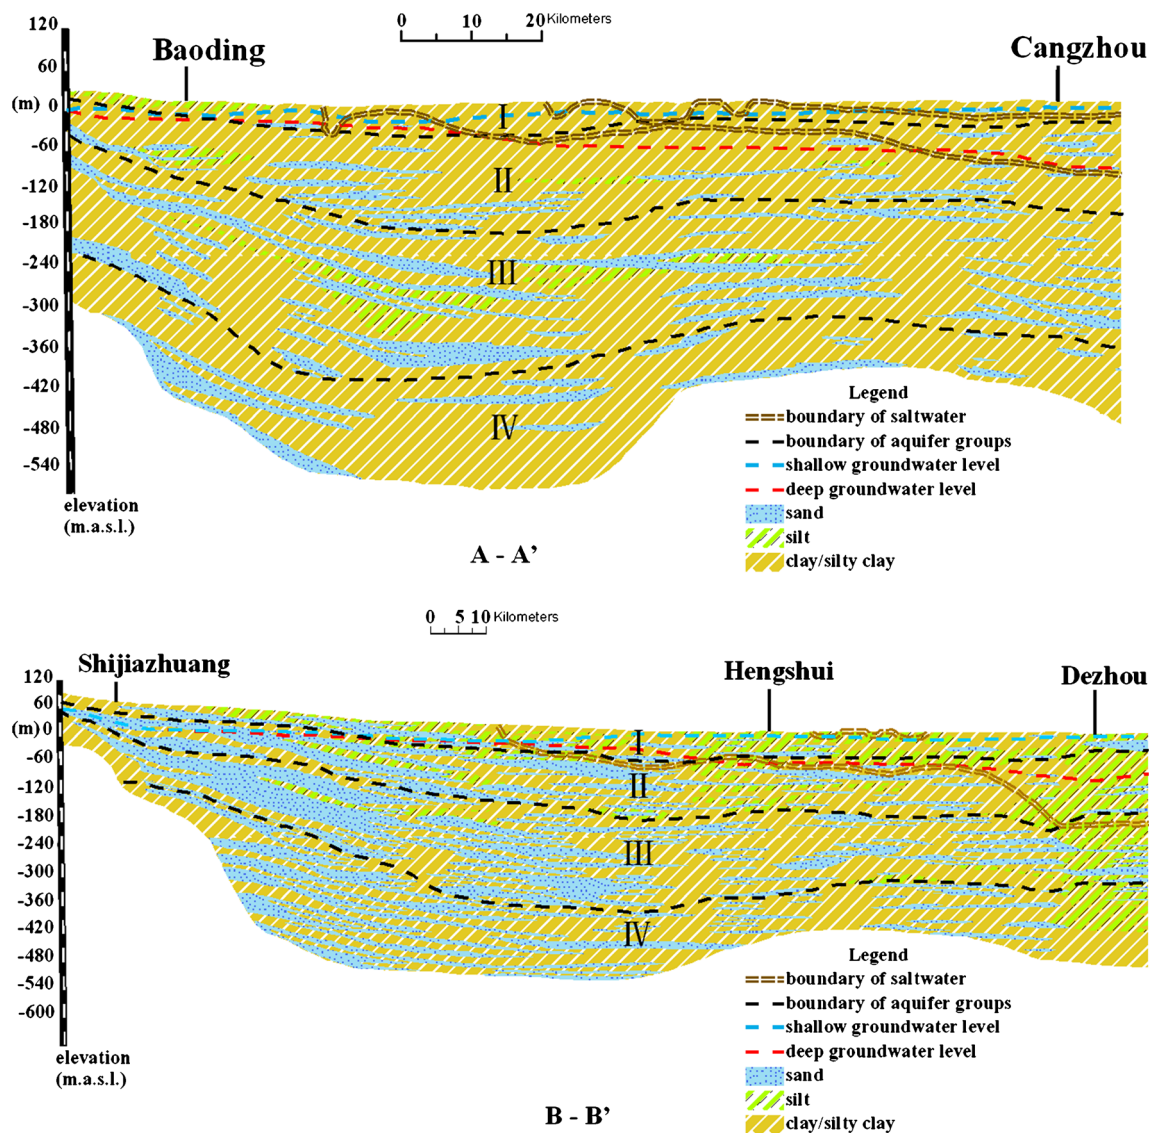 120
60
(m) 0
-60
-120
-180
-240
-300
-360
-420
-480
-540
elevation
(m.a.s.l.)
0 10 20 Kilometers
Baoding
Cangzhou
I
II
III
IV
Legend
boundary of saltwater
boundary of aquifer groups
shallow groundwater level
deep groundwater level
sand
silt
clay/silty clay
A - A’
0 5 10 Kilometers
Shijiazhuang
Hengshui
Dezhou
120
60
(m) 0
-60
-120
-180
-240
-300
-360
-420
-480
-540
-600
elevation
(m.a.s.l.)
I
II
III
IV
Legend
boundary of saltwater
boundary of aquifer groups
shallow groundwater level
deep groundwater level
sand
silt
clay/silty clay
B - B’